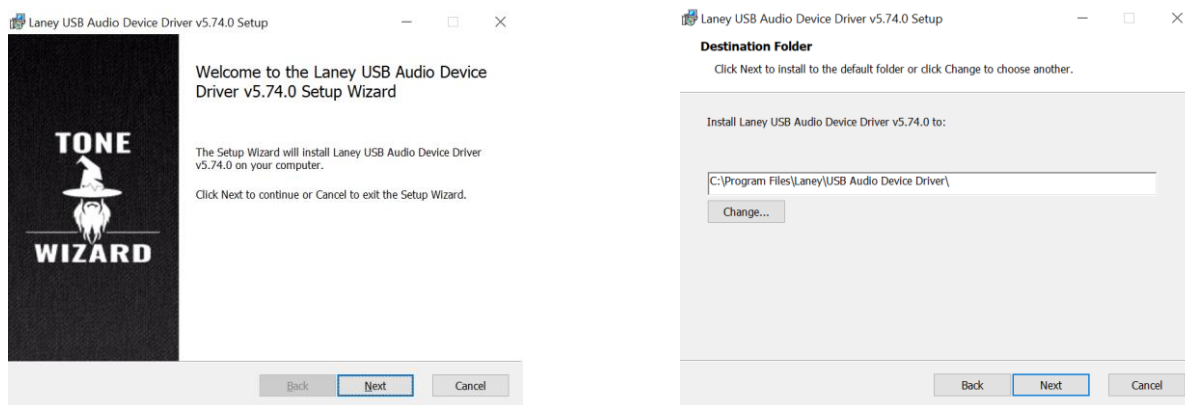 Laney USB Audio Device Driver v5.74.0 Setup
TONE
WIZARD
Welcome to the Laney USB Audio Device
Driver v5.74.0 Setup Wizard
The Setup Wizard will install Laney USB Audio Device Driver
v5.74.0 on your computer.
Click Next to continue or Cancel to exit the Setup Wizard.
Back Next Cancel
Laney USB Audio Device Driver v5.74.0 Setup
Destination Folder
Click Next to install to the default folder or click Change to choose another.
Install Laney USB Audio Device Driver v5.74.0 to:
C:\Program Files\Laney\USB Audio Device Driver\
Change...
Back Next Cancel